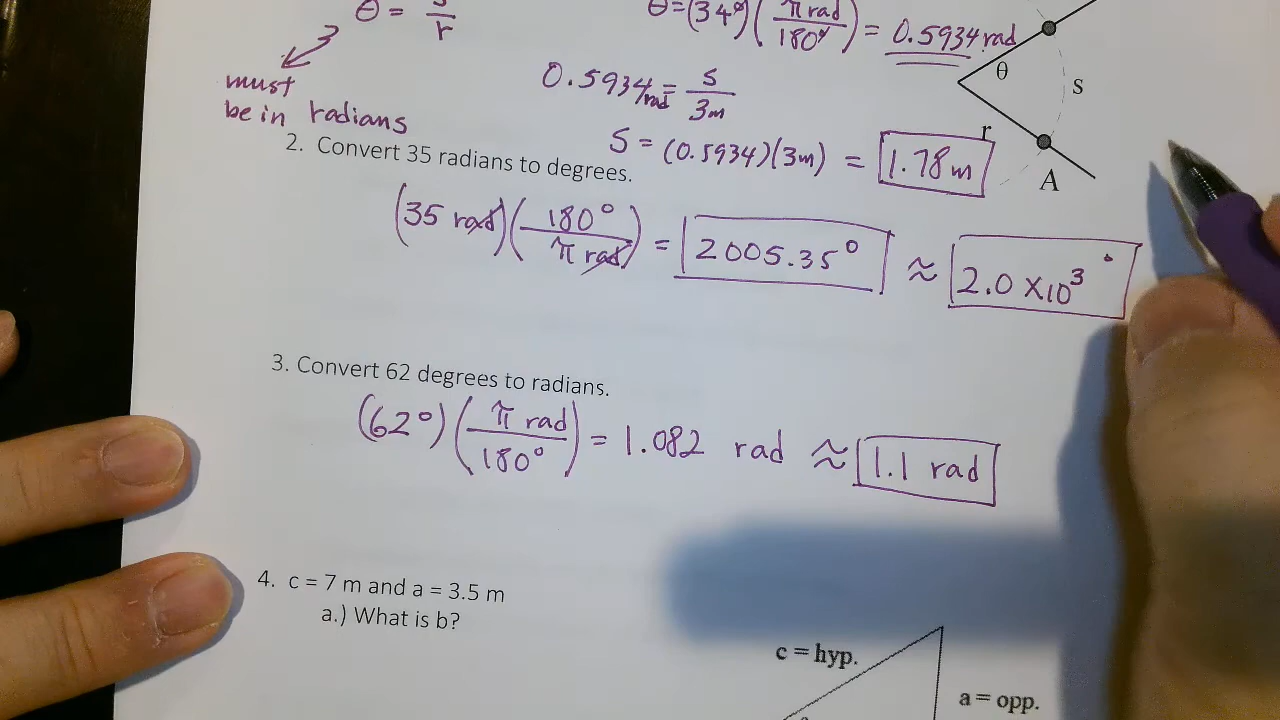 θ = s/r
θ = (34°)(π rad/180°) = 0.5934 rad
must
be in radians
0.5934 rad = s/3m
S = (0.5934)(3m) = 1.78 m
θ
s
r
A
2. Convert 35 radians to degrees.
(35 rad)(180°/π rad) = 2005.35° ≈ 2.0 x10³ °
3. Convert 62 degrees to radians.
(62°)(π rad/180°) = 1.082 rad ≈ 1.1 rad
4. c = 7 m and a = 3.5 m
a.) What is b?
c = hyp.
a = opp.